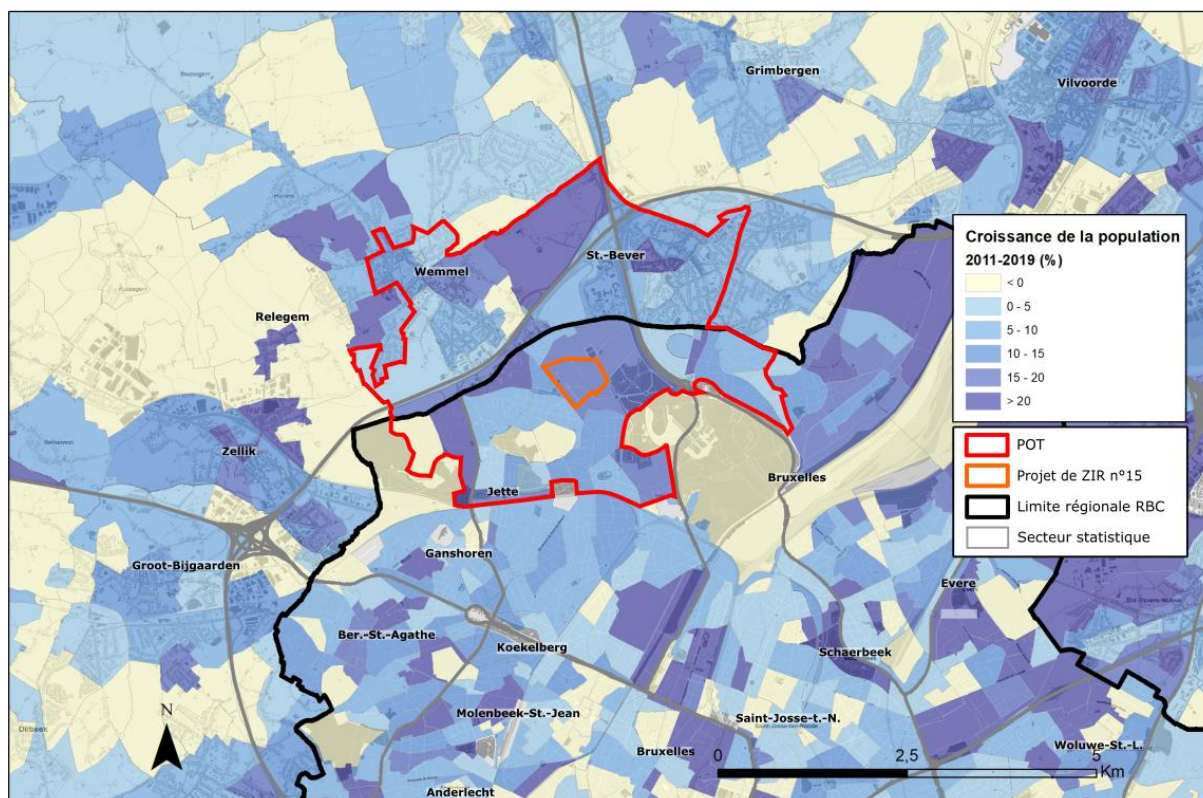 Grimbergen
Vilvoorde
St.-Bever
Wemmel
Relegem
Croissance de la population
2011-2019 (%)
< 0
0 - 5
5 - 10
10 - 15
15 - 20
> 20
POT
Projet de ZIR n°15
Limite régionale RBC
Secteur statistique
Zellik
Bruxelles
Jette
Ganshoren
Groot-Bijgaarden
Evere
Ber.-St.-Agathe
Koekelberg
Schaerbeek
N
Molenbeek-St.-Jean
Saint-Josse-t.-N.
Dilbeek
Bruxelles
Woluwe-St.-L.
0
2,5
5
Km
Anderlecht